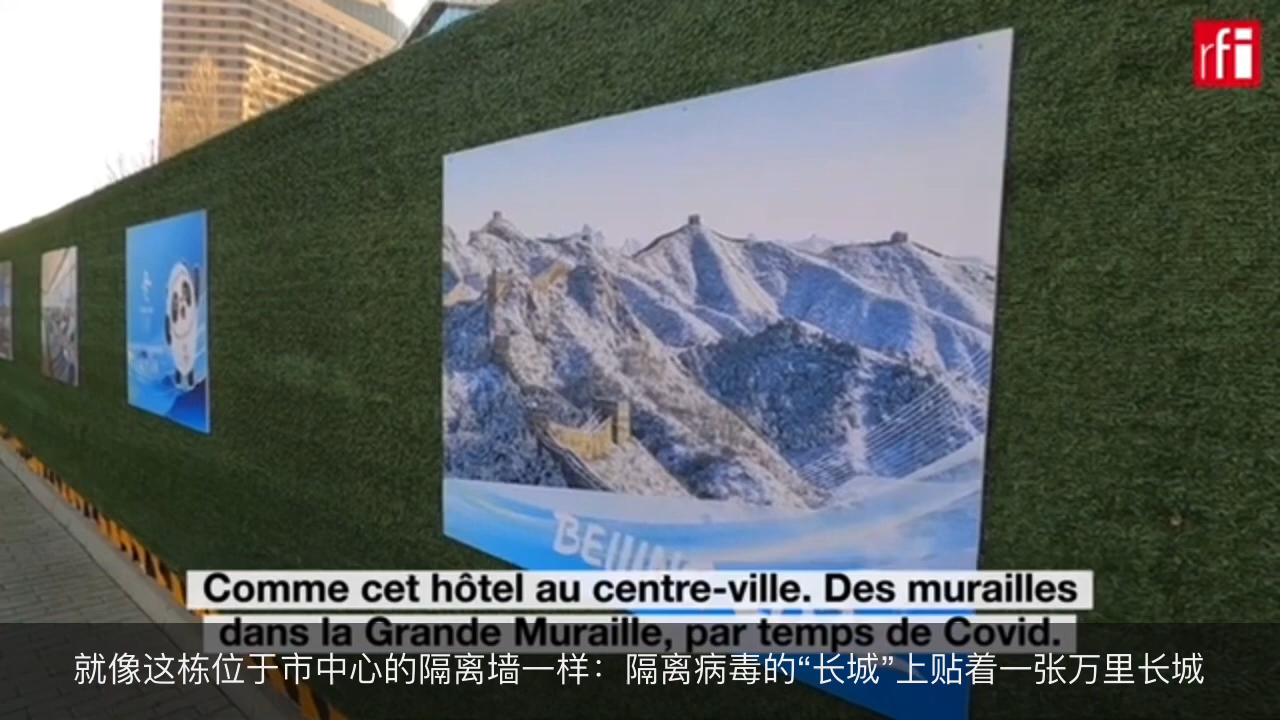 rfi
BEIJING
Comme cet hôtel au centre-ville. Des murailles
dans la Grande Muraille, par temps de Covid.
就像这栋位于市中心的隔离墙一样：隔离病毒的“长城”上贴着一张万里长城